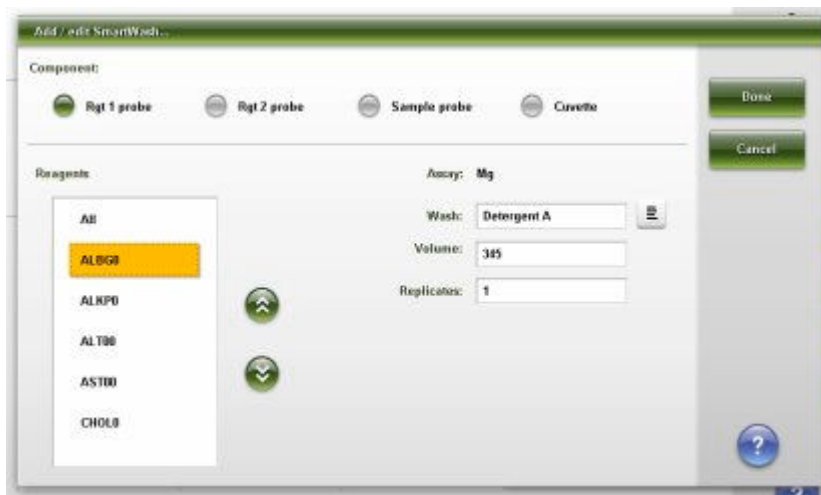 Add / edit SmartWash...
Component:
Rgt 1 probe Rgt 2 probe Sample probe Cuvette
Done
Cancel
Reagents
Assay: Mg
All
Wash: Detergent A
ALBG0
Volume: 345
ALKP0
Replicates: 1
ALT00
AST00
CHOL0
?
?